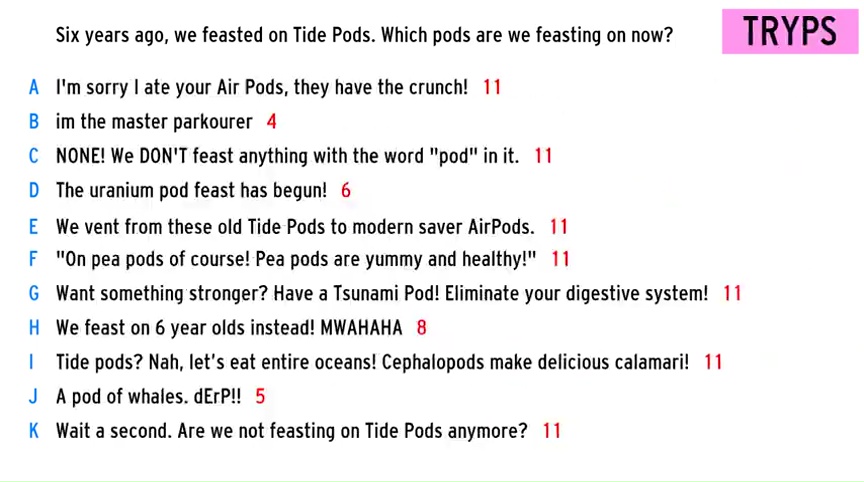 Six years ago, we feasted on Tide Pods. Which pods are we feasting on now?
TRYPS
A I'm sorry I ate your Air Pods, they have the crunch! 11
B im the master parkourer 4
C NONE! We DON'T feast anything with the word "pod" in it. 11
D The uranium pod feast has begun! 6
E We vent from these old Tide Pods to modern saver AirPods. 11
F "On pea pods of course! Pea pods are yummy and healthy!" 11
G Want something stronger? Have a Tsunami Pod! Eliminate your digestive system! 11
H We feast on 6 year olds instead! MWAHAHA 8
I Tide pods? Nah, let’s eat entire oceans! Cephalopods make delicious calamari! 11
J A pod of whales. dErP!! 5
K Wait a second. Are we not feasting on Tide Pods anymore? 11